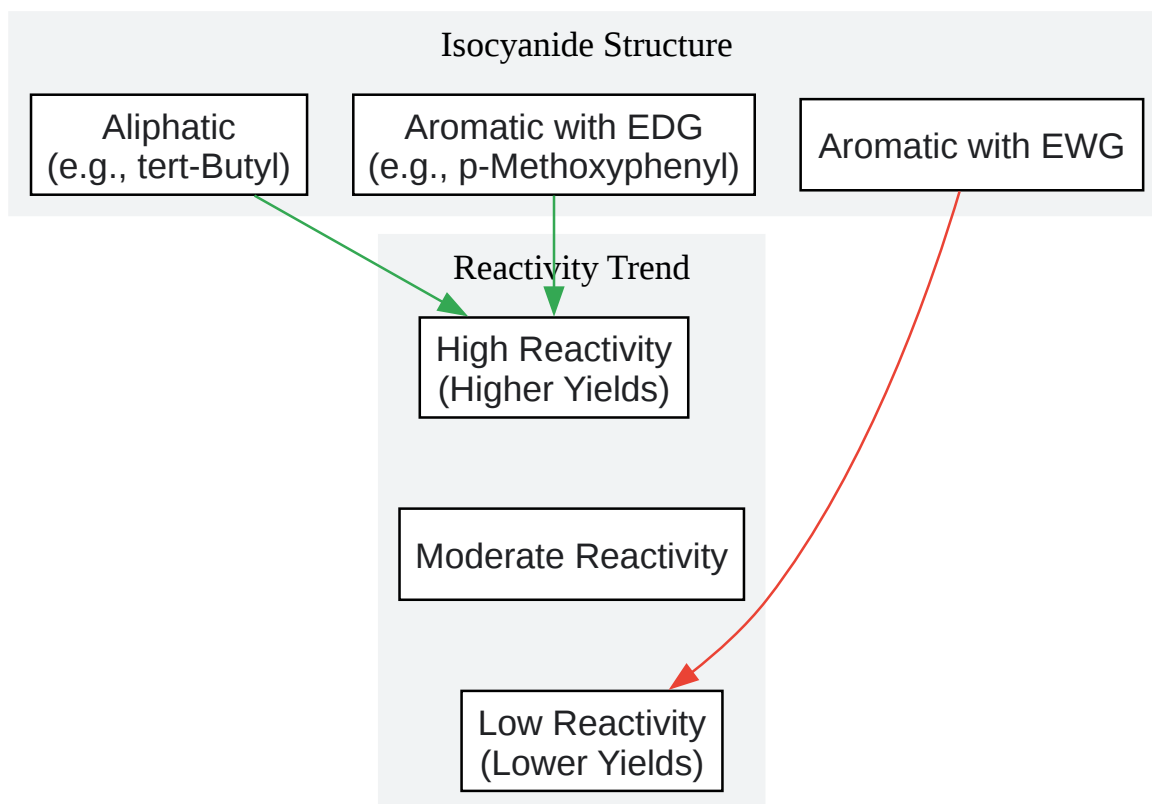 Isocyanide Structure
Aliphatic
(e.g., tert-Butyl)
Aromatic with EDG
(e.g., p-Methoxyphenyl)
Aromatic with EWG
Reactivity Trend
High Reactivity
(Higher Yields)
Moderate Reactivity
Low Reactivity
(Lower Yields)